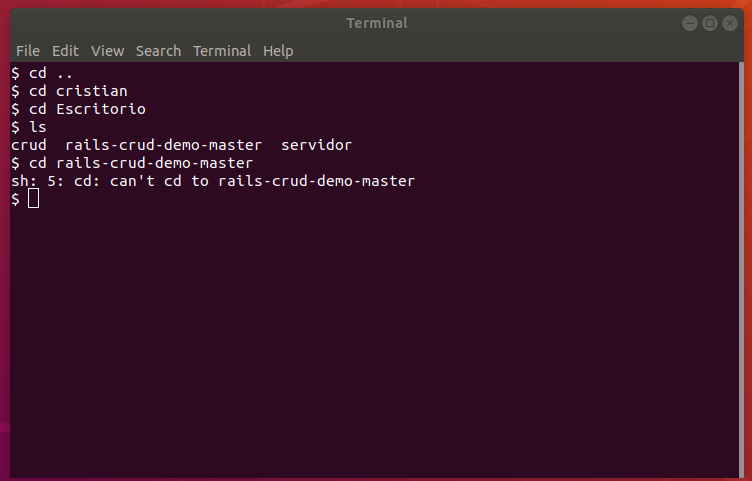 Terminal
File Edit View Search Terminal Help
$ cd ..
$ cd cristian
$ cd Escritorio
$ ls
crud  rails-crud-demo-master  servidor
$ cd rails-crud-demo-master
sh: 5: cd: can't cd to rails-crud-demo-master
$